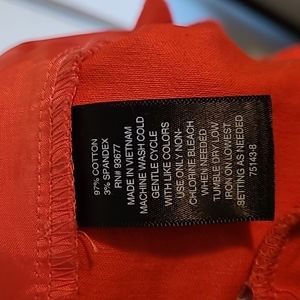 97% COTTON
3% SPANDEX
RN# 93677
MADE IN VIETNAM
MACHINE WASH COLD
GENTLE CYCLE
WITH LIKE COLORS
USE ONLY NON-
CHLORINE BLEACH
WHEN NEEDED
TUMBLE DRY LOW
IRON ON LOWEST
SETTING AS NEEDED
75143-8